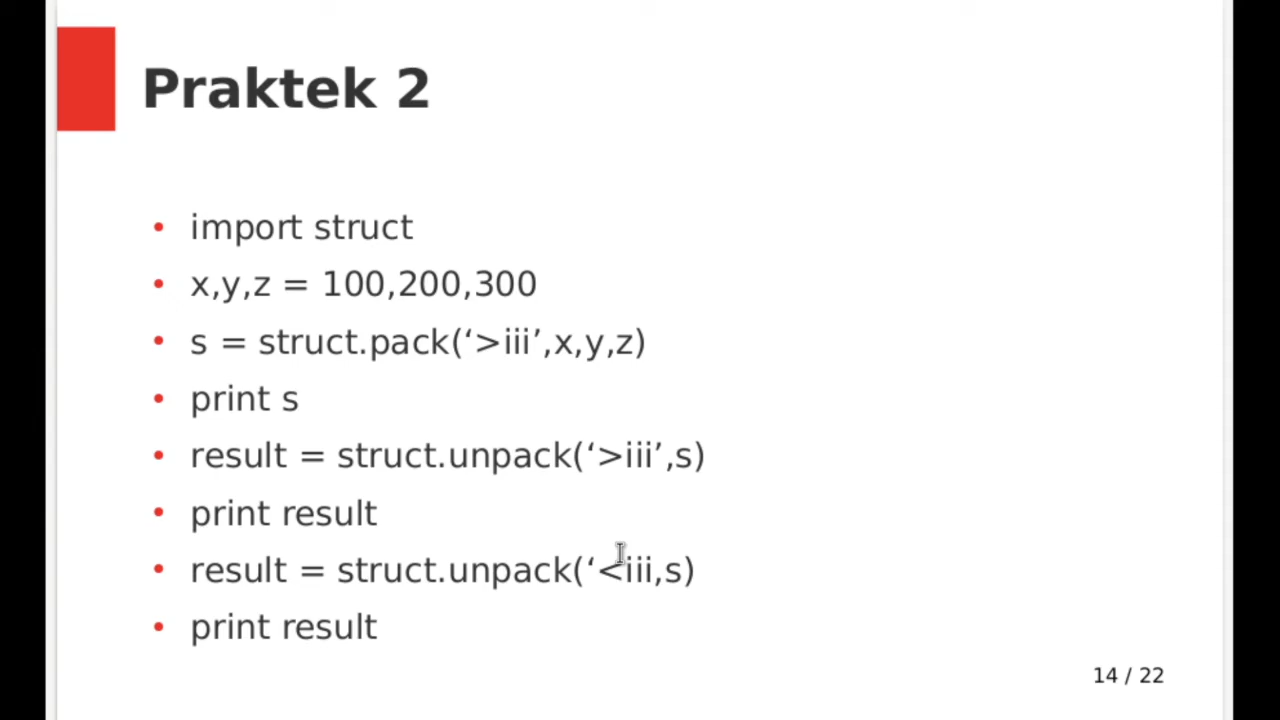 Praktek 2
• import struct
• x,y,z = 100,200,300
• s = struct.pack(‘>iii’,x,y,z)
• print s
• result = struct.unpack(‘>iii’,s)
• print result
• result = struct.unpack(‘<iii,s)
• print result
14 / 22